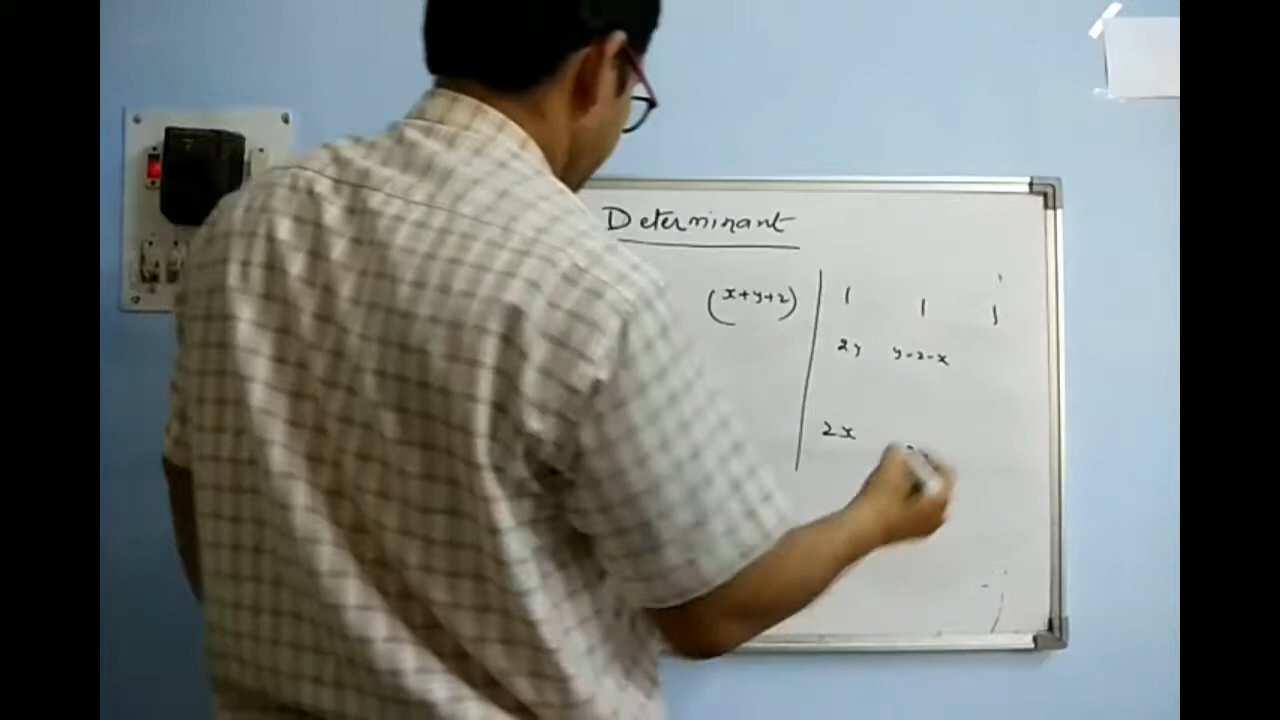 Determinant
(x+y+z) | 1 1 1
2y y-z-x
2x